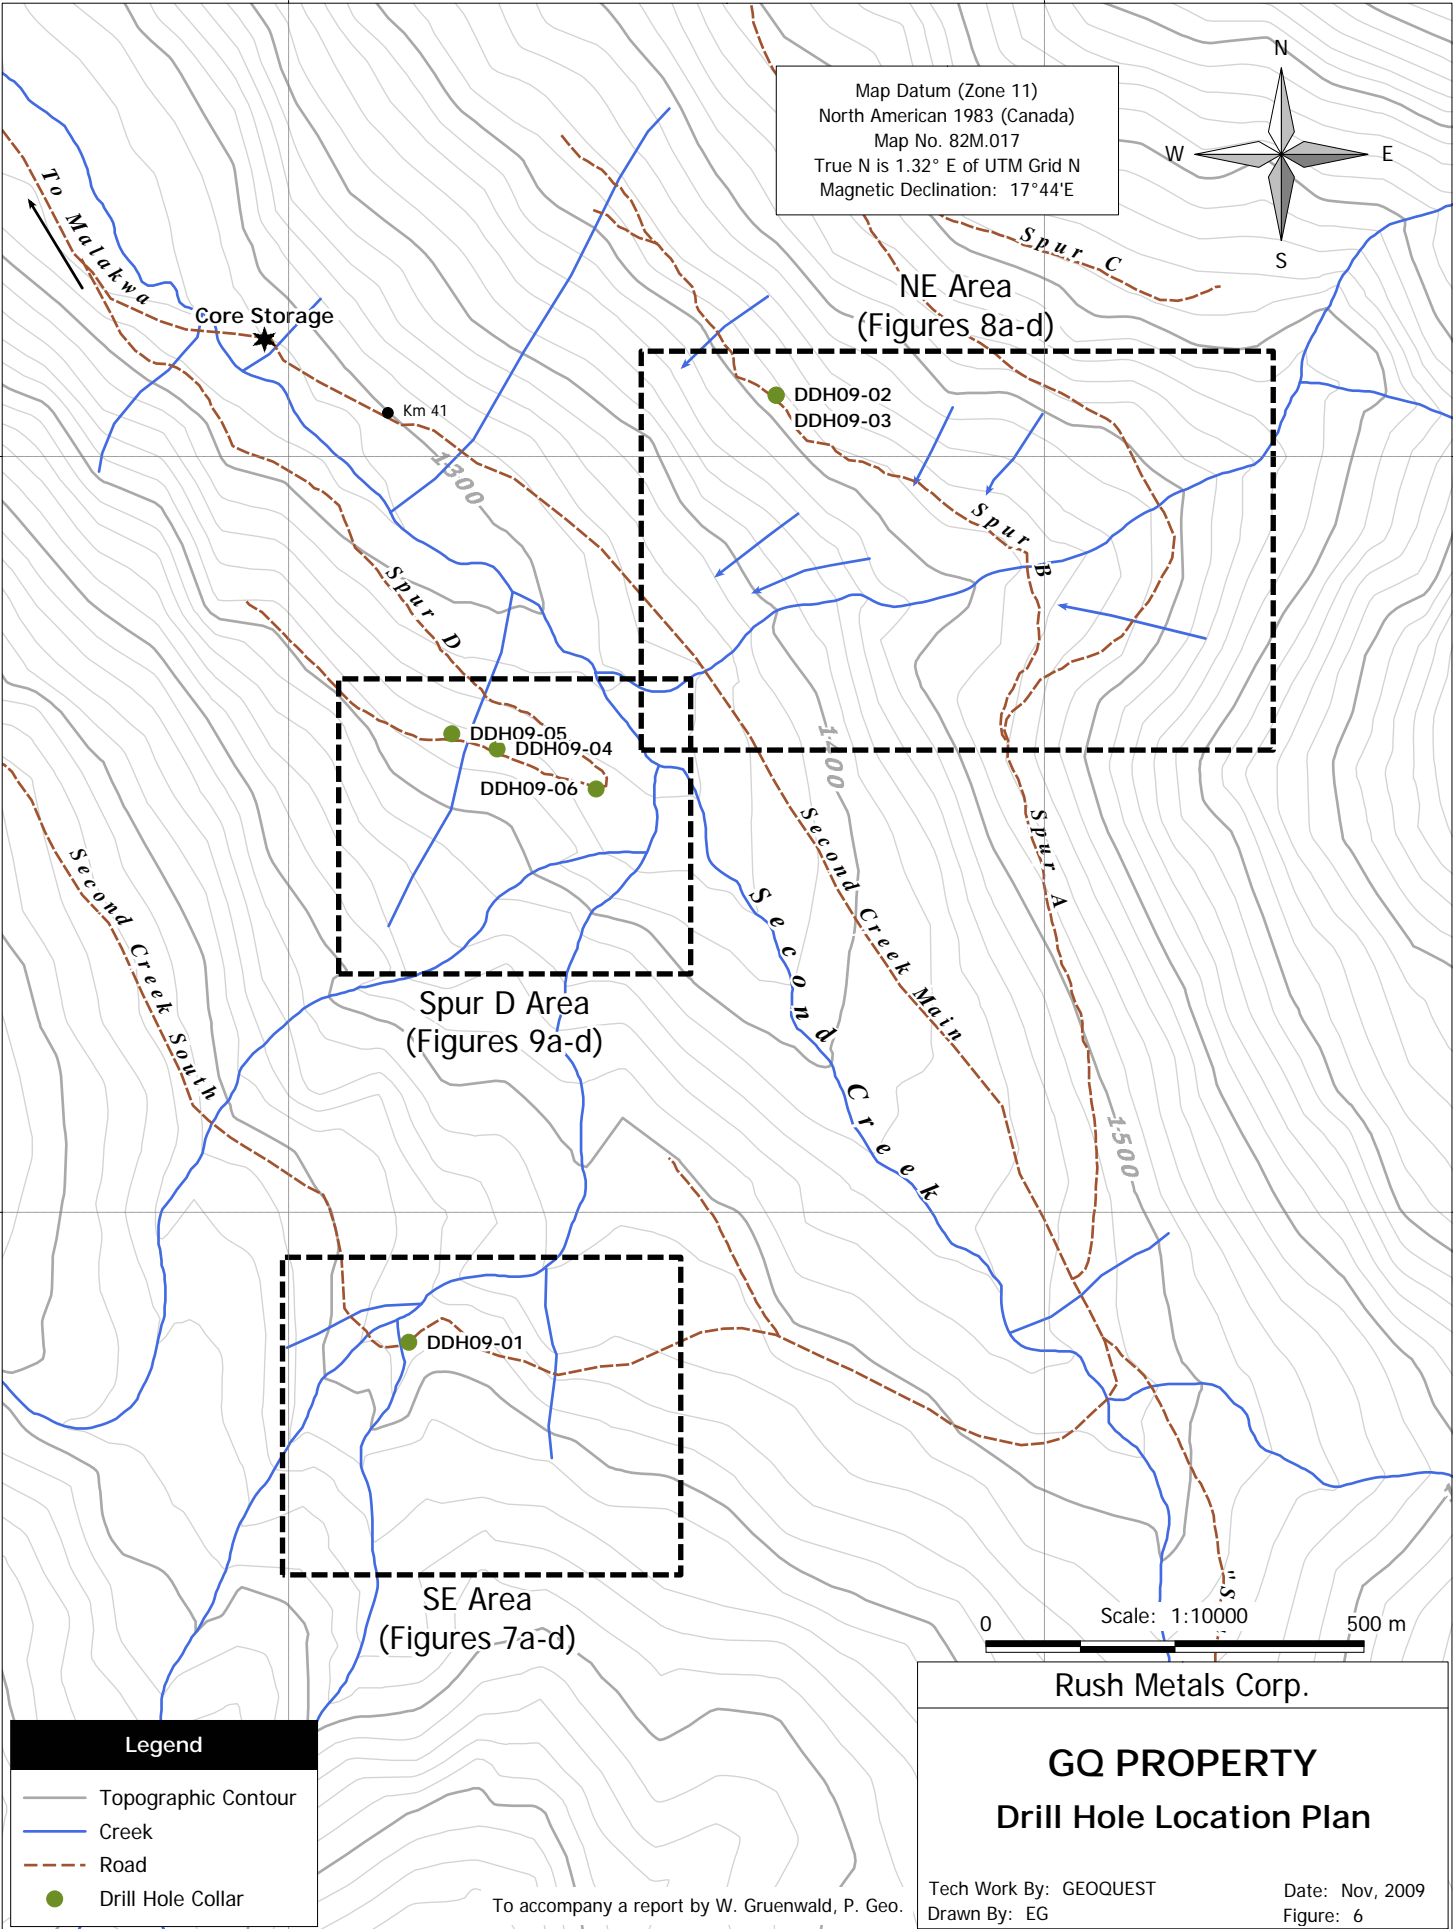 Map Datum (Zone 11)
North American 1983 (Canada)
Map No. 82M.017
True N is 1.32° E of UTM Grid N
Magnetic Declination: 17°44'E
N
W
E
S
To Malakwa
Spur C
NE Area
(Figures 8a-d)
Core Storage
DDH09-02
DDH09-03
Km 41
1300
Spur B
Spur D
DDH09-05
DDH09-04
DDH09-06
1400
Second Creek Main
Spur A
Second Creek South
Second Creek
Spur D Area
(Figures 9a-d)
1500
DDH09-01
SE Area
(Figures 7a-d)
"S
0
Scale: 1:10000
500 m
Rush Metals Corp.
GQ PROPERTY
Drill Hole Location Plan
Tech Work By: GEOQUEST
Date: Nov, 2009
Drawn By: EG
Figure: 6
Legend
Topographic Contour
Creek
Road
Drill Hole Collar
To accompany a report by W. Gruenwald, P. Geo.